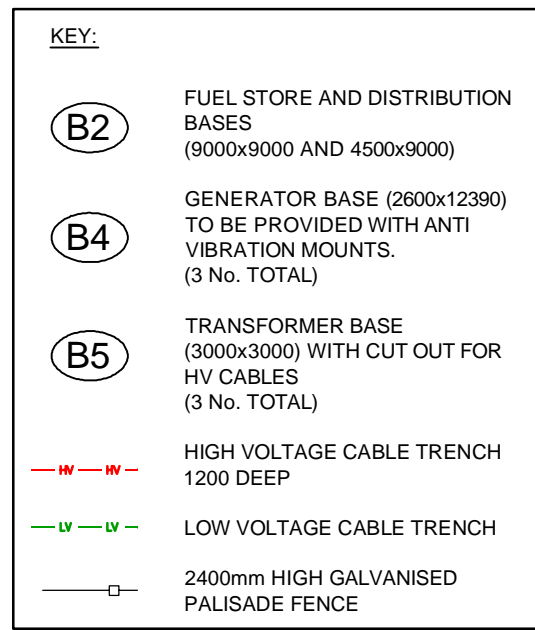 KEY:
B2
FUEL STORE AND DISTRIBUTION
BASES
(9000x9000 AND 4500x9000)
B4
GENERATOR BASE (2600x12390)
TO BE PROVIDED WITH ANTI
VIBRATION MOUNTS.
(3 No. TOTAL)
B5
TRANSFORMER BASE
(3000x3000) WITH CUT OUT FOR
HV CABLES
(3 No. TOTAL)
HV HV
HIGH VOLTAGE CABLE TRENCH
1200 DEEP
LV LV
LOW VOLTAGE CABLE TRENCH
2400mm HIGH GALVANISED
PALISADE FENCE